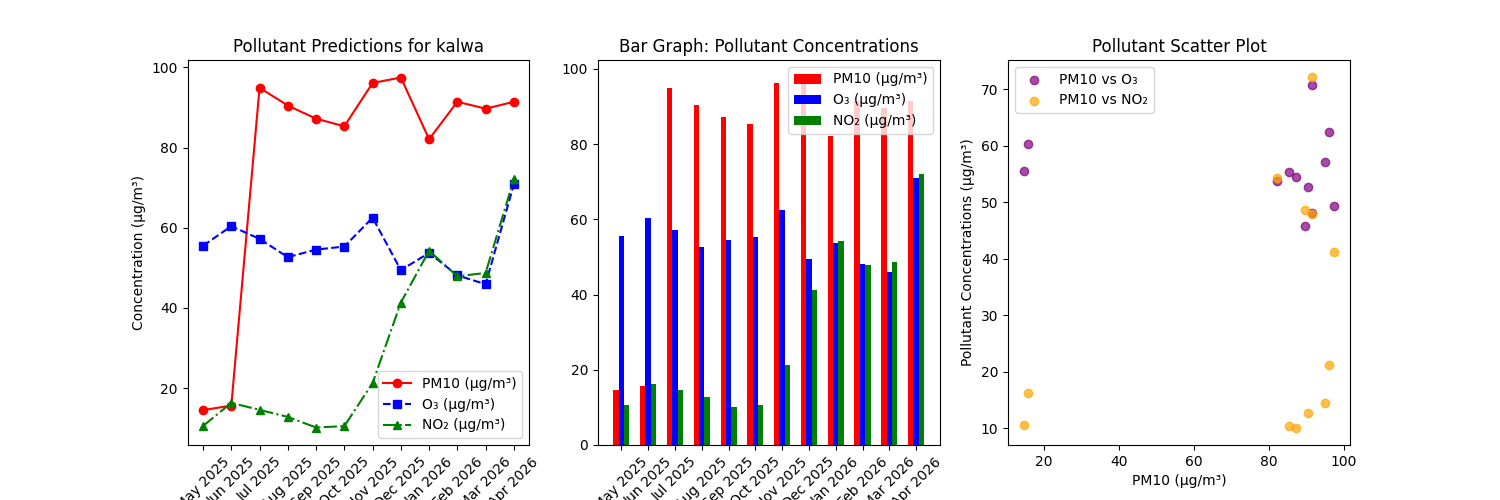 Pollutant Predictions for kalwa
Concentration (µg/m³)
100
80
60
40
20
PM10 (µg/m³)
O₃ (µg/m³)
NO₂ (µg/m³)
May 2025
Jun 2025
Jul 2025
Aug 2025
Sep 2025
Oct 2025
Nov 2025
Dec 2025
Jan 2026
Feb 2026
Mar 2026
Apr 2026
Bar Graph: Pollutant Concentrations
100
80
60
40
20
0
PM10 (µg/m³)
O₃ (µg/m³)
NO₂ (µg/m³)
May 2025
Jun 2025
Jul 2025
Aug 2025
Sep 2025
Oct 2025
Nov 2025
Dec 2025
Jan 2026
Feb 2026
Mar 2026
Apr 2026
Pollutant Scatter Plot
Pollutant Concentrations (µg/m³)
70
60
50
40
30
20
10
PM10 vs O₃
PM10 vs NO₂
20
40
60
80
100
PM10 (µg/m³)